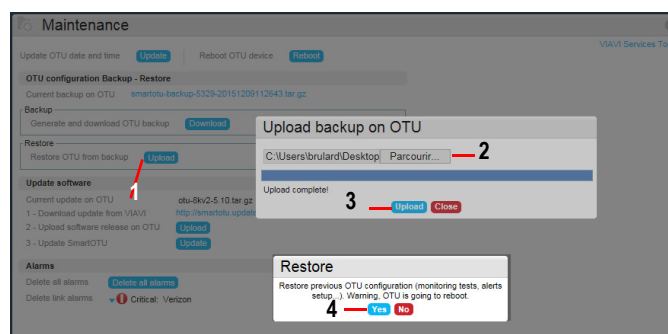 Maintenance
VIAVI Services To
Update OTU date and time Update Reboot OTU device Reboot
OTU configuration Backup - Restore
Current backup on OTU smartotu-backup-5329-20151209112643.tar.gz
Backup
Generate and download OTU backup Download
Restore
Restore OTU from backup Upload
1
Upload backup on OTU
C:\Users\brulard\Desktop Parcourir... 2
Upload complete!
3 Upload Close
Update software
Current update on OTU otu-8kv2-5.10.tar.gz
1 - Download update from VIAVI http://smartotu.update
2 - Upload software release on OTU Upload
3 - Update SmartOTU Update
Alarms
Delete all alarms Delete all alarms
Delete link alarms Critical: Verizon
Restore
Restore previous OTU configuration (monitoring tests, alerts
setup...). Warning, OTU is going to reboot.
4 Yes No